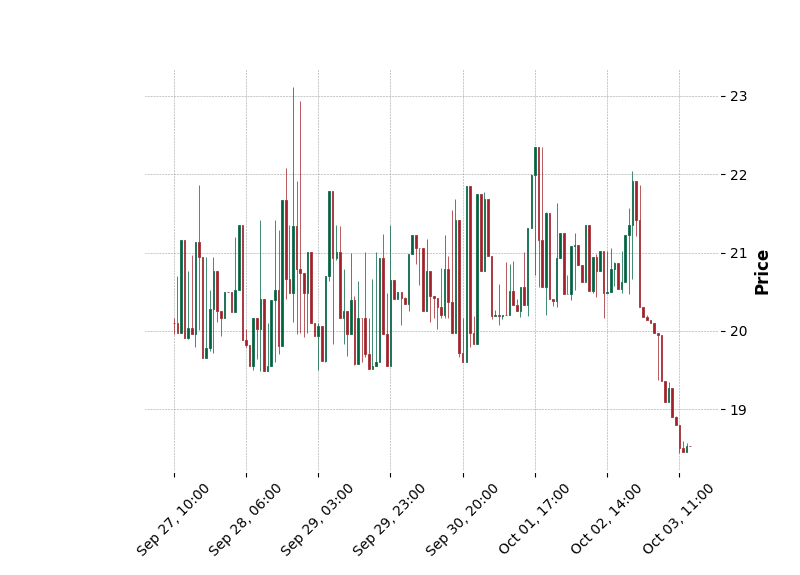 23
22
21
20
19
Price
Sep 27, 10:00
Sep 28, 06:00
Sep 29, 03:00
Sep 29, 23:00
Sep 30, 20:00
Oct 01, 17:00
Oct 02, 14:00
Oct 03, 11:00